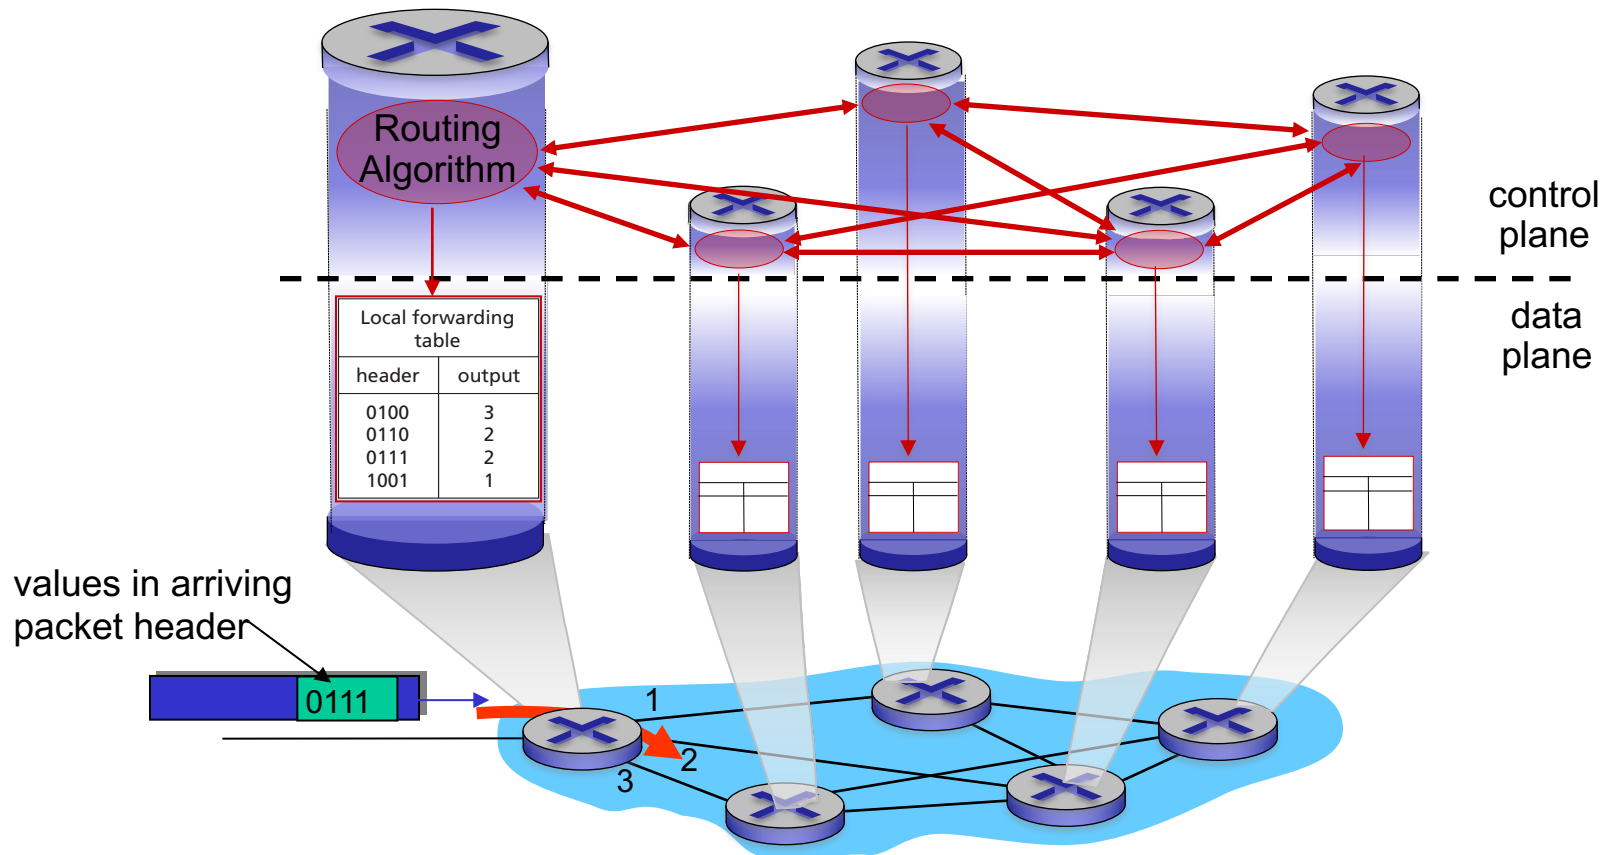 Routing
Algorithm
control
plane
data
plane
Local forwarding
table
header output
0100 3
0110 2
0111 2
1001 1
values in arriving
packet header
0111
1
2
3